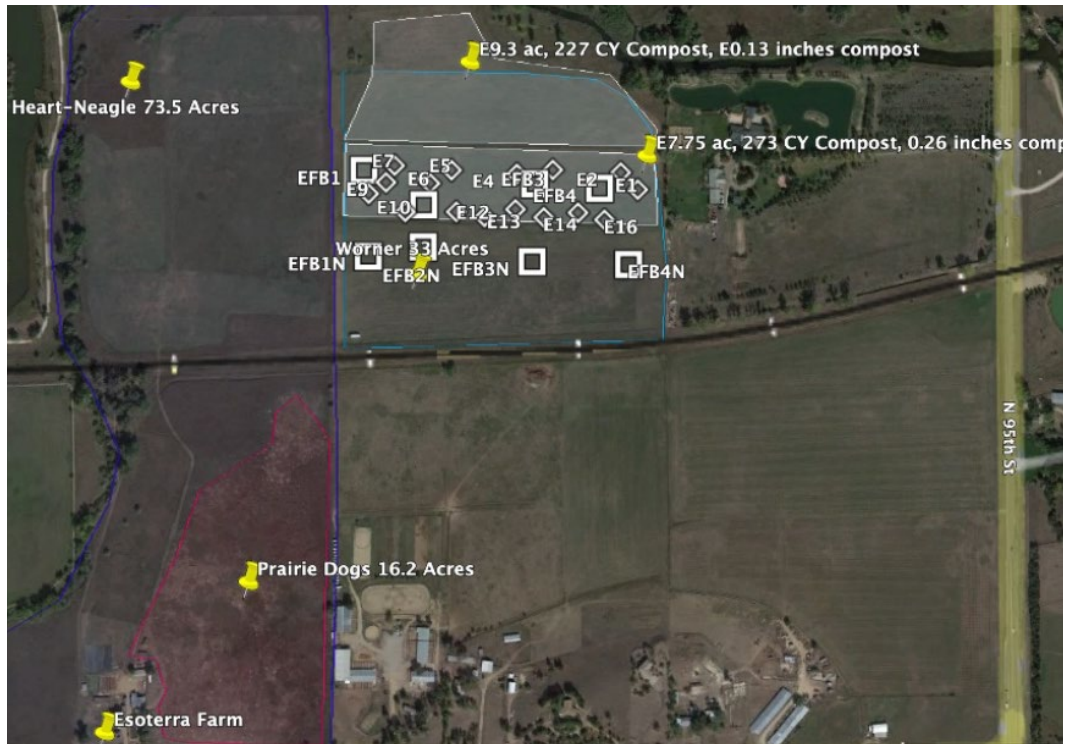 E9.3 ac, 227 CY Compost, E0.13 inches compost
Heart-Neagle 73.5 Acres
E7.75 ac, 273 CY Compost, 0.26 inches comp
E7
E5
EFB1
E6
E4
EFB3
E2
E1
E9
EFB4
E10
E12
E13
E14
E16
Worner 33 Acres
EFB1N
EFB2N
EFB3N
EFB4N
N 95th St
Prairie Dogs 16.2 Acres
Esoterra Farm